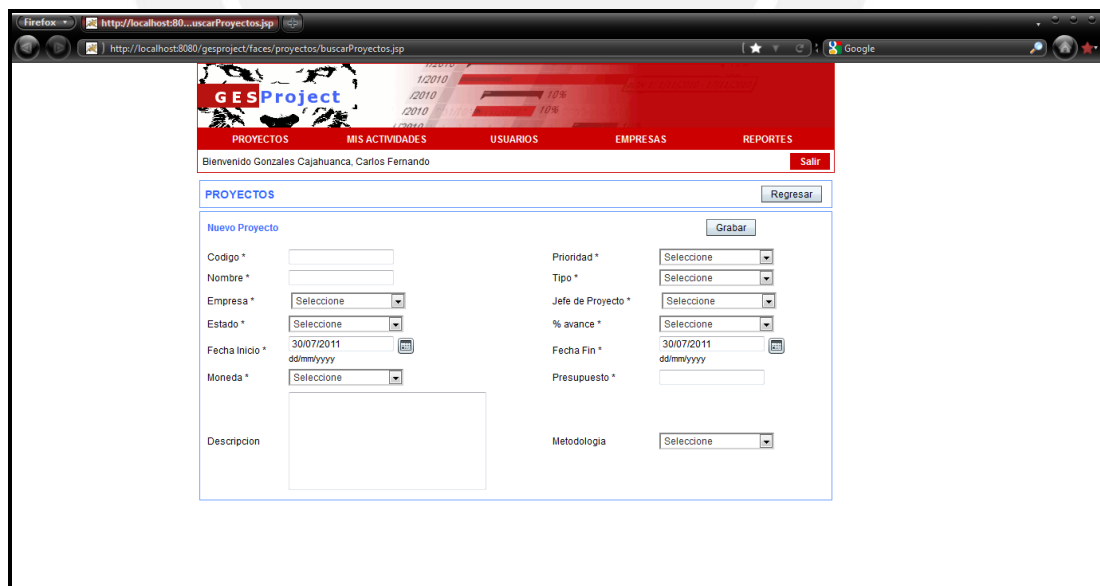 Firefox
http://localhost:80...uscarProyectos.jsp
http://localhost:8080/gesproject/faces/proyectos/buscarProyectos.jsp
Google
1/2010
/2010
10%
/2010
10%
GESProject
PROYECTOS MIS ACTIVIDADES USUARIOS EMPRESAS REPORTES
Bienvenido Gonzales Cajahuanca, Carlos Fernando
Salir
PROYECTOS
Regresar
Nuevo Proyecto
Grabar
Codigo * Prioridad * Seleccione
Nombre * Tipo * Seleccione
Empresa * Seleccione Jefe de Proyecto * Seleccione
Estado * Seleccione % avance * Seleccione
Fecha Inicio * 30/07/2011 Fecha Fin * 30/07/2011
dd/mm/yyyy dd/mm/yyyy
Moneda * Seleccione Presupuesto *
Descripcion Metodologia Seleccione